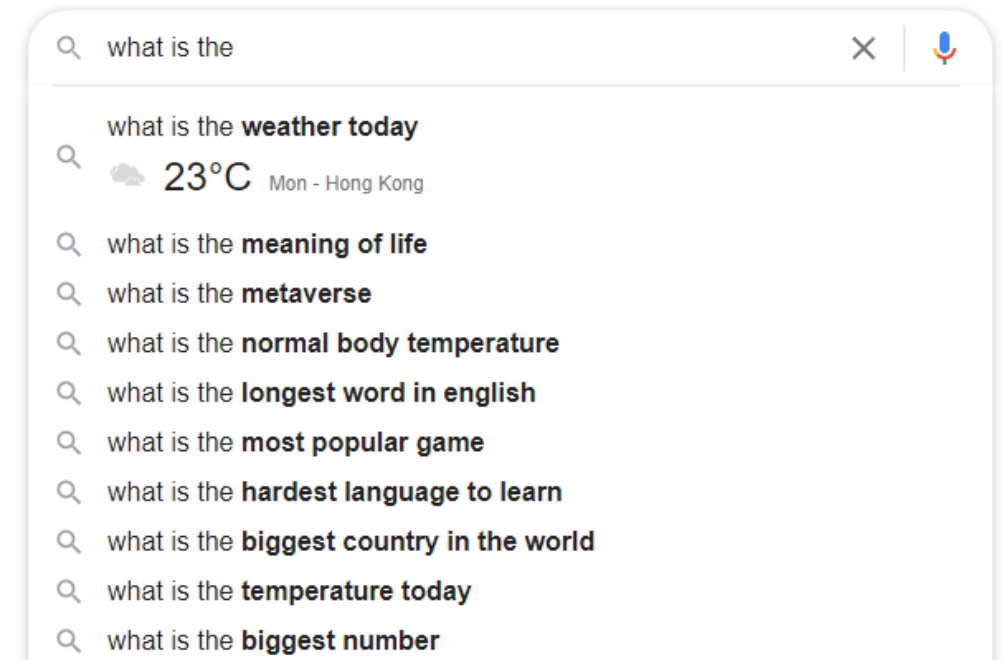 what is the
what is the weather today
23°C Mon - Hong Kong
what is the meaning of life
what is the metaverse
what is the normal body temperature
what is the longest word in english
what is the most popular game
what is the hardest language to learn
what is the biggest country in the world
what is the temperature today
what is the biggest number